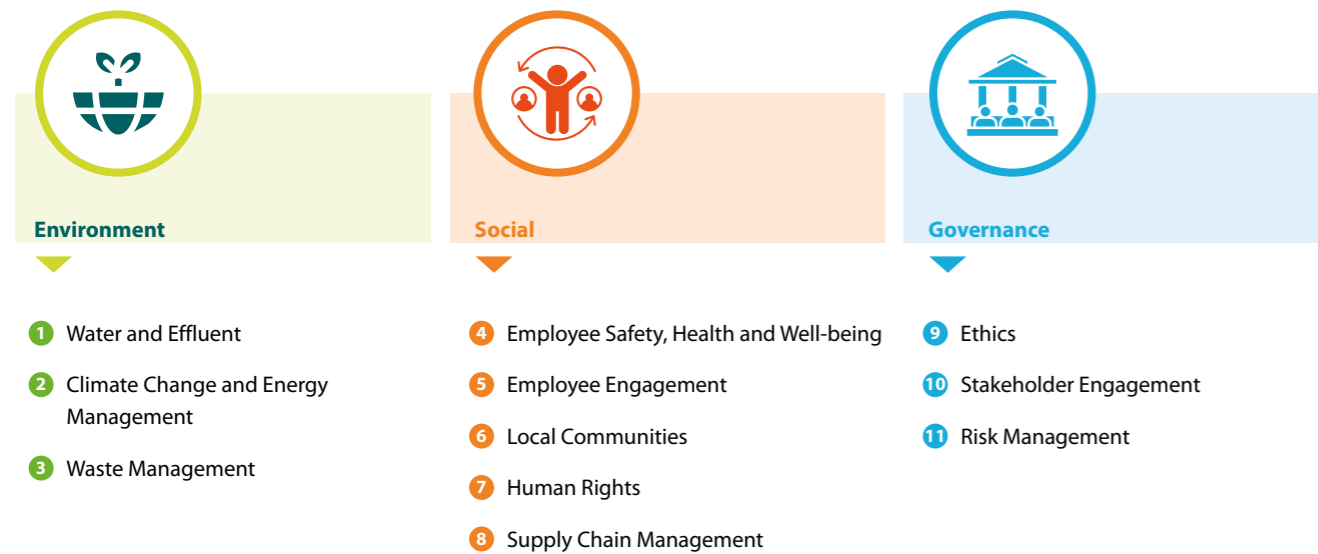 Environment
1 Water and Effluent
2 Climate Change and Energy
Management
3 Waste Management
Social
4 Employee Safety, Health and Well-being
5 Employee Engagement
6 Local Communities
7 Human Rights
8 Supply Chain Management
Governance
9 Ethics
10 Stakeholder Engagement
11 Risk Management